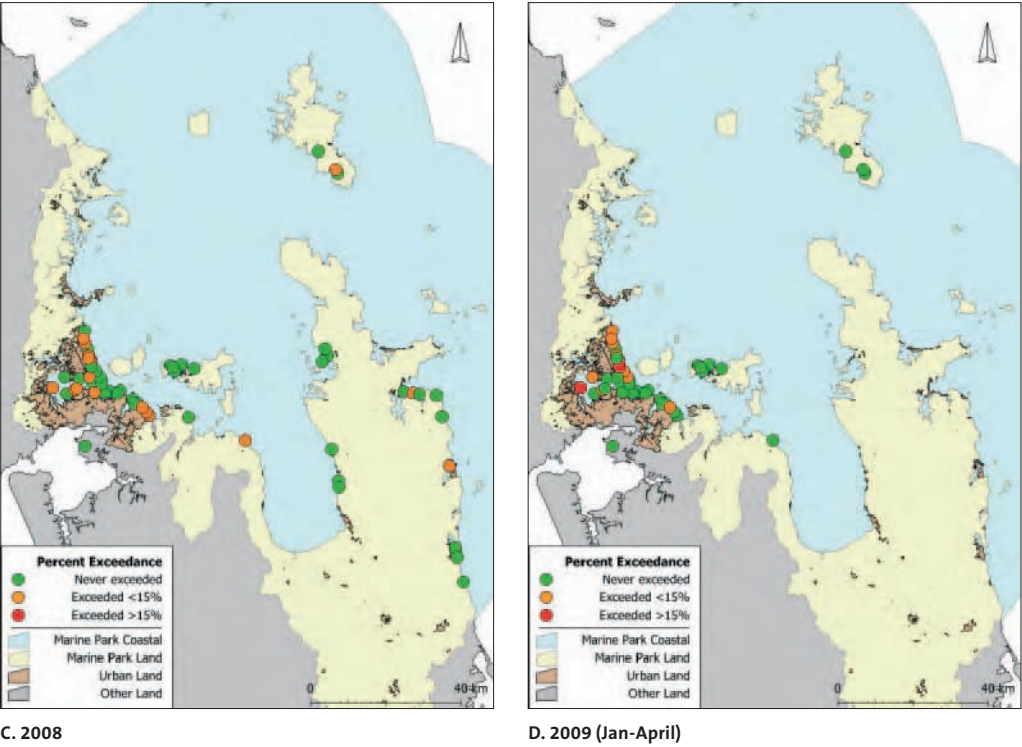 Percent Exceedance
Never exceeded
Exceeded <15%
Exceeded >15%
Marine Park Coastal
Marine Park Land
Urban Land
Other Land
0 40 km
C. 2008
Percent Exceedance
Never exceeded
Exceeded <15%
Exceeded >15%
Marine Park Coastal
Marine Park Land
Urban Land
Other Land
0 40 km
D. 2009 (Jan-April)